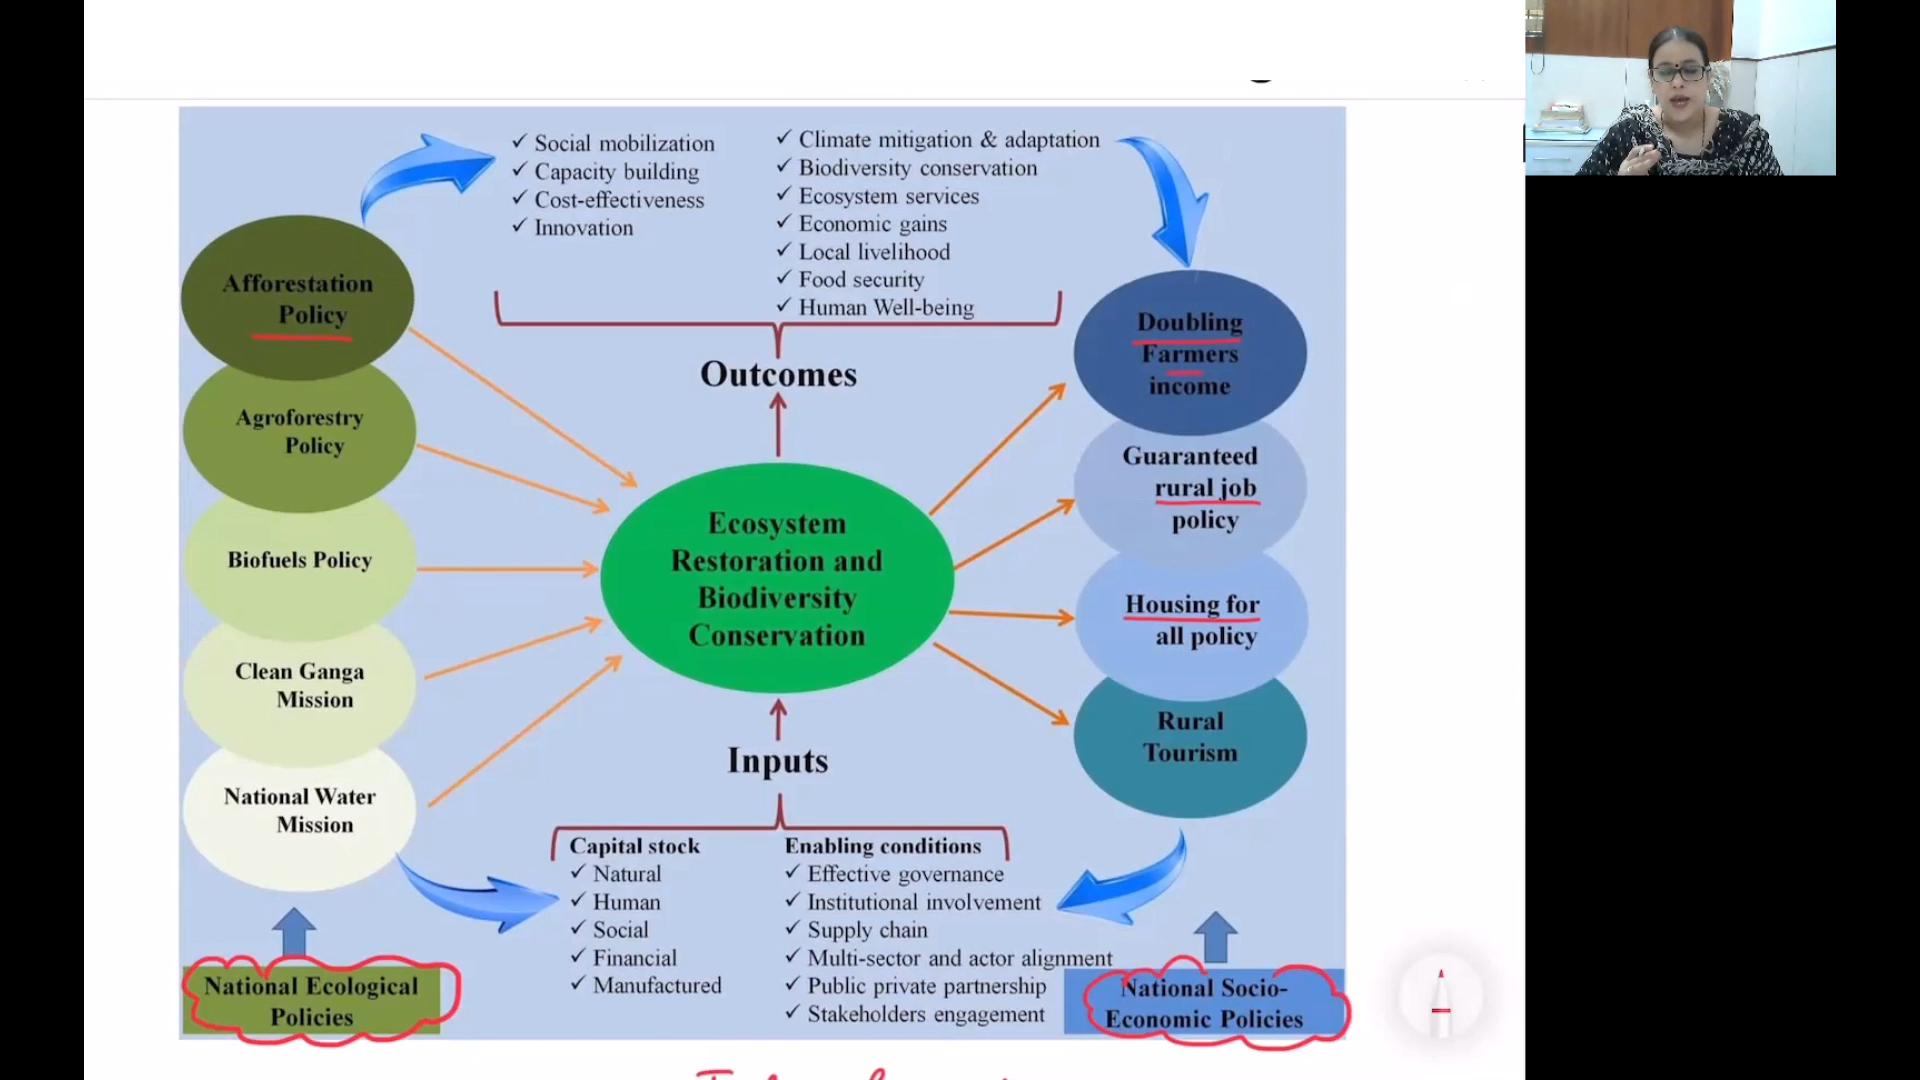 ✓ Social mobilization
✓ Capacity building
✓ Cost-effectiveness
✓ Innovation
✓ Climate mitigation & adaptation
✓ Biodiversity conservation
✓ Ecosystem services
✓ Economic gains
✓ Local livelihood
✓ Food security
✓ Human Well-being
Outcomes
Afforestation
Policy
Agroforestry
Policy
Biofuels Policy
Clean Ganga
Mission
National Water
Mission
National Ecological
Policies
Ecosystem
Restoration and
Biodiversity
Conservation
Inputs
Capital stock
✓ Natural
✓ Human
✓ Social
✓ Financial
✓ Manufactured
Enabling conditions
✓ Effective governance
✓ Institutional involvement
✓ Supply chain
✓ Multi-sector and actor alignment
✓ Public private partnership
✓ Stakeholders engagement
Doubling
Farmers
income
Guaranteed
rural job
policy
Housing for
all policy
Rural
Tourism
National Socio-
Economic Policies